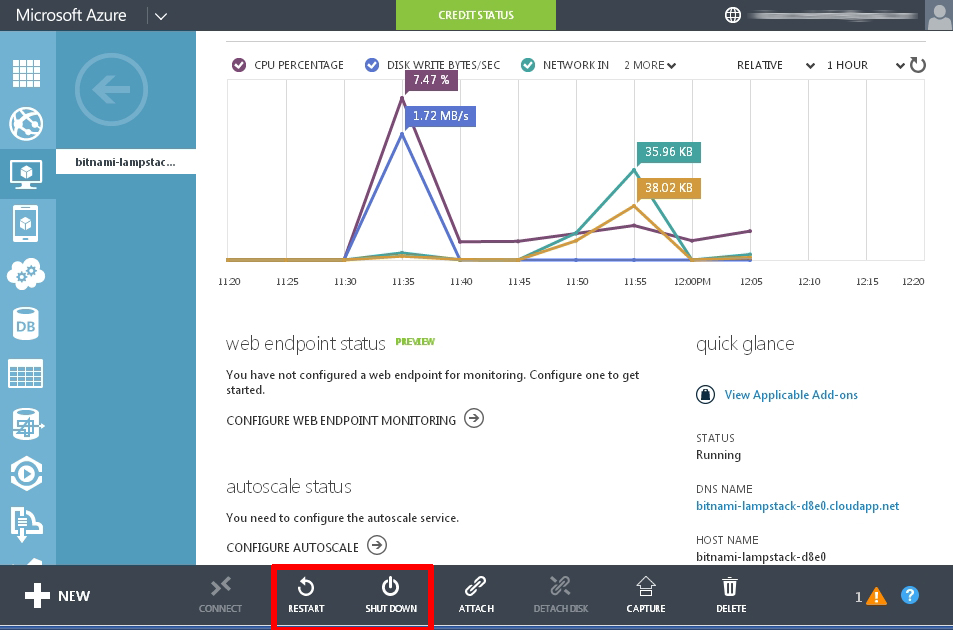 Microsoft Azure
CREDIT STATUS
CPU PERCENTAGE DISK WRITE BYTES/SEC NETWORK IN 2 MORE RELATIVE 1 HOUR
7.47 %
1.72 MB/s
35.96 KB
38.02 KB
bitnami-lampstac...
11:20 11:25 11:30 11:35 11:40 11:45 11:50 11:55 12:00PM 12:05 12:10 12:15 12:20
DB
web endpoint status PREVIEW
You have not configured a web endpoint for monitoring. Configure one to get
started.
CONFIGURE WEB ENDPOINT MONITORING
autoscale status
You need to configure the autoscale service.
CONFIGURE AUTOSCALE
quick glance
View Applicable Add-ons
STATUS
Running
DNS NAME
bitnami-lampstack-d8e0.cloudapp.net
HOST NAME
bitnami-lampstack-d8e0
NEW
CONNECT
RESTART
SHUT DOWN
ATTACH
DETACH DISK
CAPTURE
DELETE
1
?